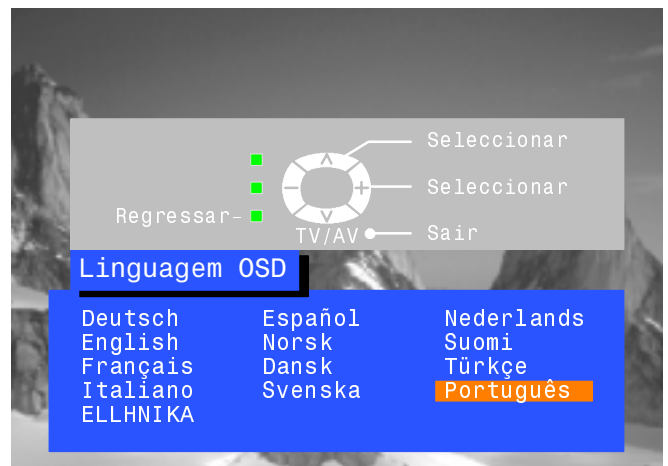 Seleccionar
Seleccionar
Regressar
TV/AV Sair
Linguagem OSD
Deutsch Español Nederlands
English Norsk Suomi
Français Dansk Türkçe
Italiano Svenska Português
ELLHNIKA